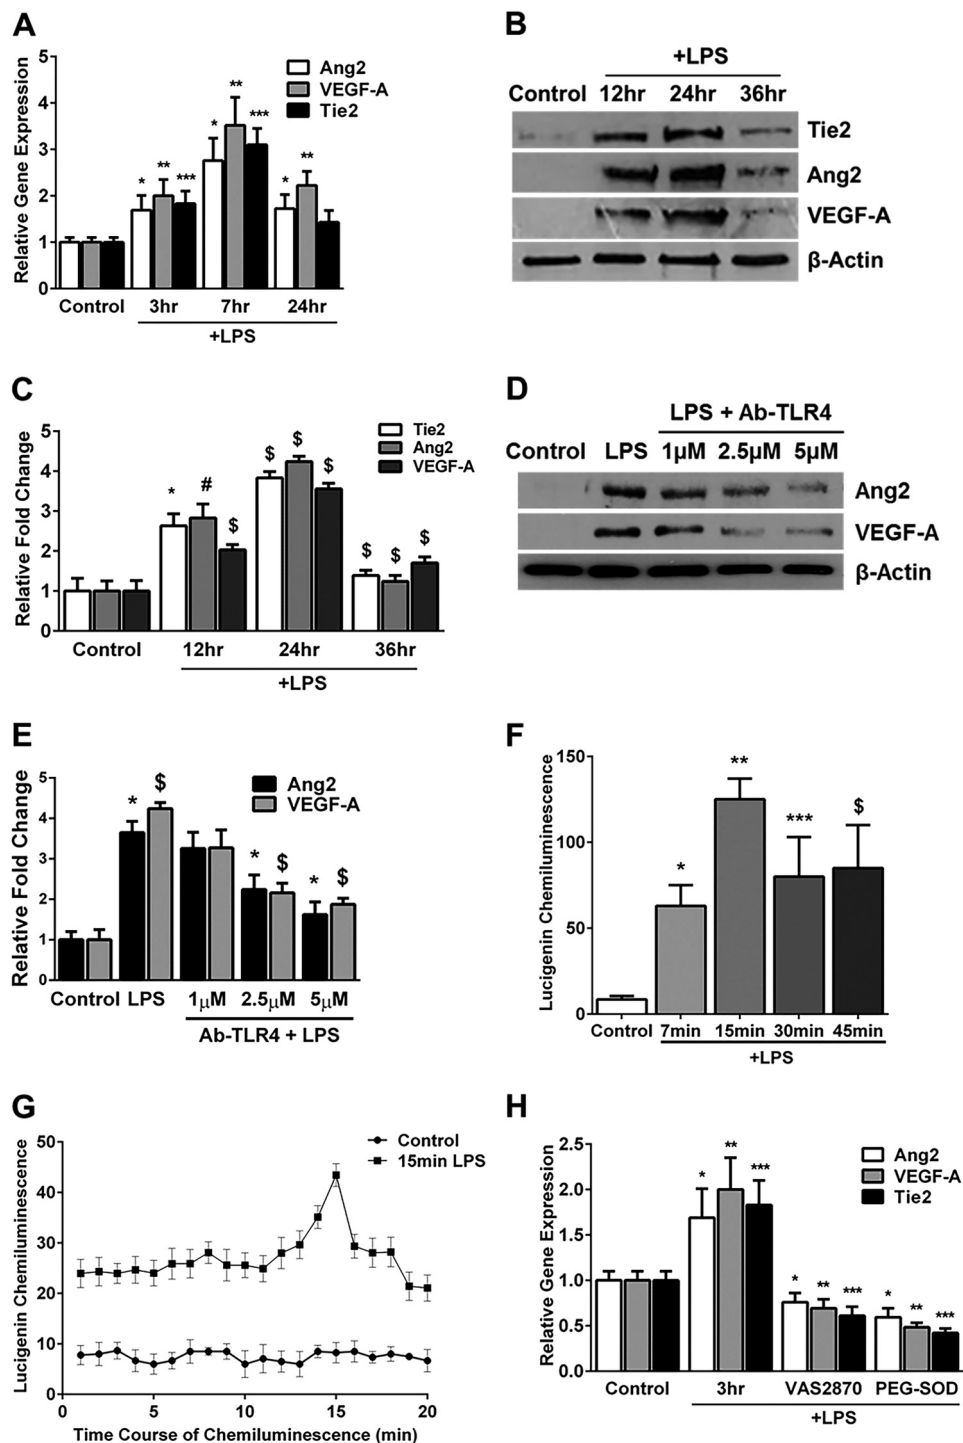 A
Relative Gene Expression
5
4
3
2
1
0
Ang2
VEGF-A
Tie2
* ** ***
* ** ***
* **
Control 3hr 7hr 24hr
+LPS
B
+LPS
Control 12hr 24hr 36hr
Tie2
Ang2
VEGF-A
β-Actin
C
Relative Fold Change
5
4
3
2
1
0
Tie2
Ang2
VEGF-A
* # $
$ $ $
$ $ $
Control 12hr 24hr 36hr
+LPS
D
LPS + Ab-TLR4
Control LPS 1μM 2.5μM 5μM
Ang2
VEGF-A
β-Actin
E
Relative Fold Change
5
4
3
2
1
0
Ang2
VEGF-A
* $
* $
* $
Control LPS 1μM 2.5μM 5μM
Ab-TLR4 + LPS
F
Lucigenin Chemiluminescence
150
100
50
0
* ** *** $
Control 7min 15min 30min 45min
+LPS
G
Lucigenin Chemiluminescence
50
40
30
20
10
0
Control
15min LPS
0 5 10 15 20
Time Course of Chemiluminescence (min)
H
Relative Gene Expression
2.5
2.0
1.5
1.0
0.5
0.0
Ang2
VEGF-A
Tie2
* ** ***
* ** ***
* ** ***
Control 3hr VAS2870 PEG-SOD
+LPS